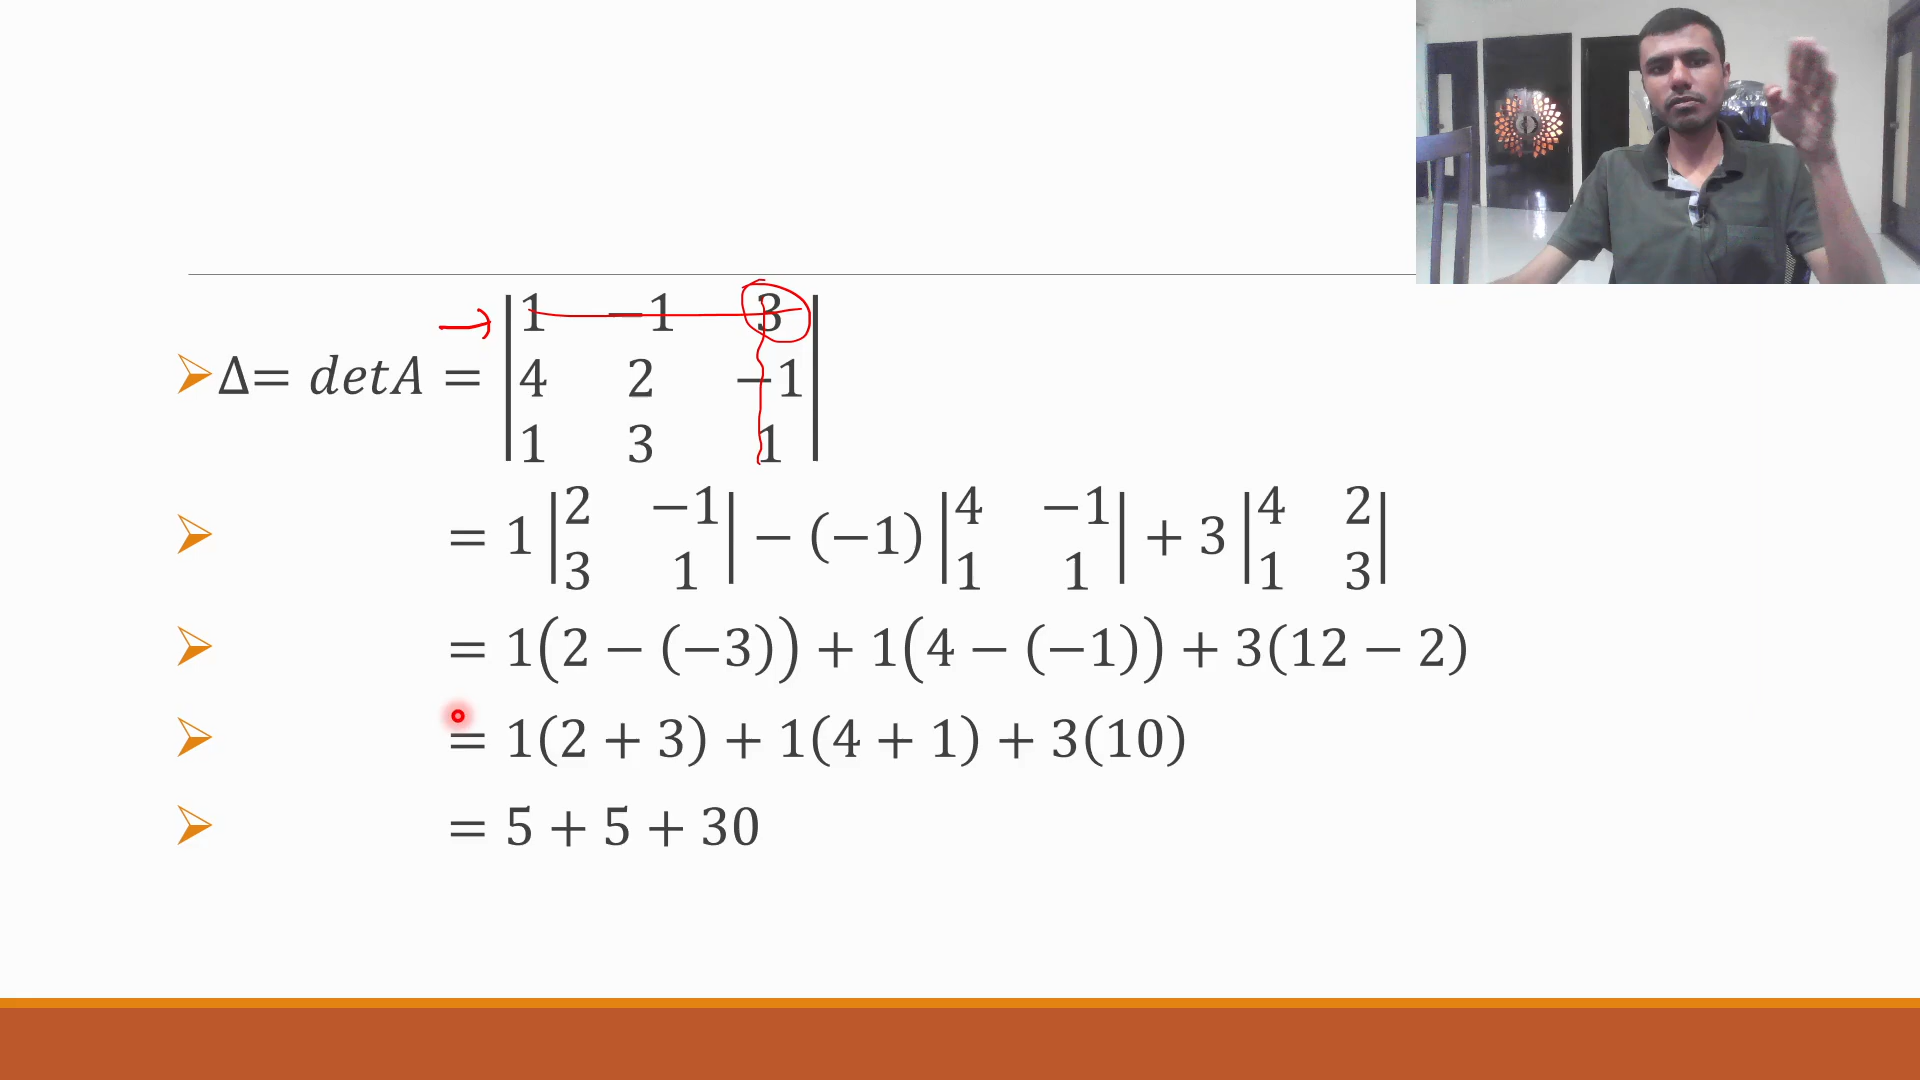 1 −1 3
Δ= detA = 4 2 −1
1 3 1
= 1 |2 −1| − (−1) |4 −1| + 3 |4 2|
|3 1| |1 1| |1 3|
= 1(2 − (−3)) + 1(4 − (−1)) + 3(12 − 2)
= 1(2 + 3) + 1(4 + 1) + 3(10)
= 5 + 5 + 30